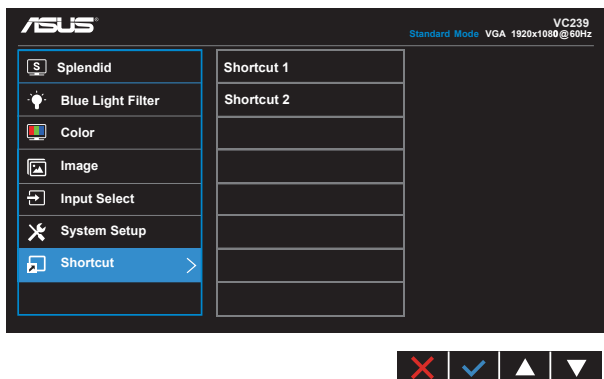 ASUS
VC239
Standard Mode VGA 1920x1080@60Hz
S Splendid
Blue Light Filter
Color
Image
Input Select
System Setup
Shortcut
Shortcut 1
Shortcut 2